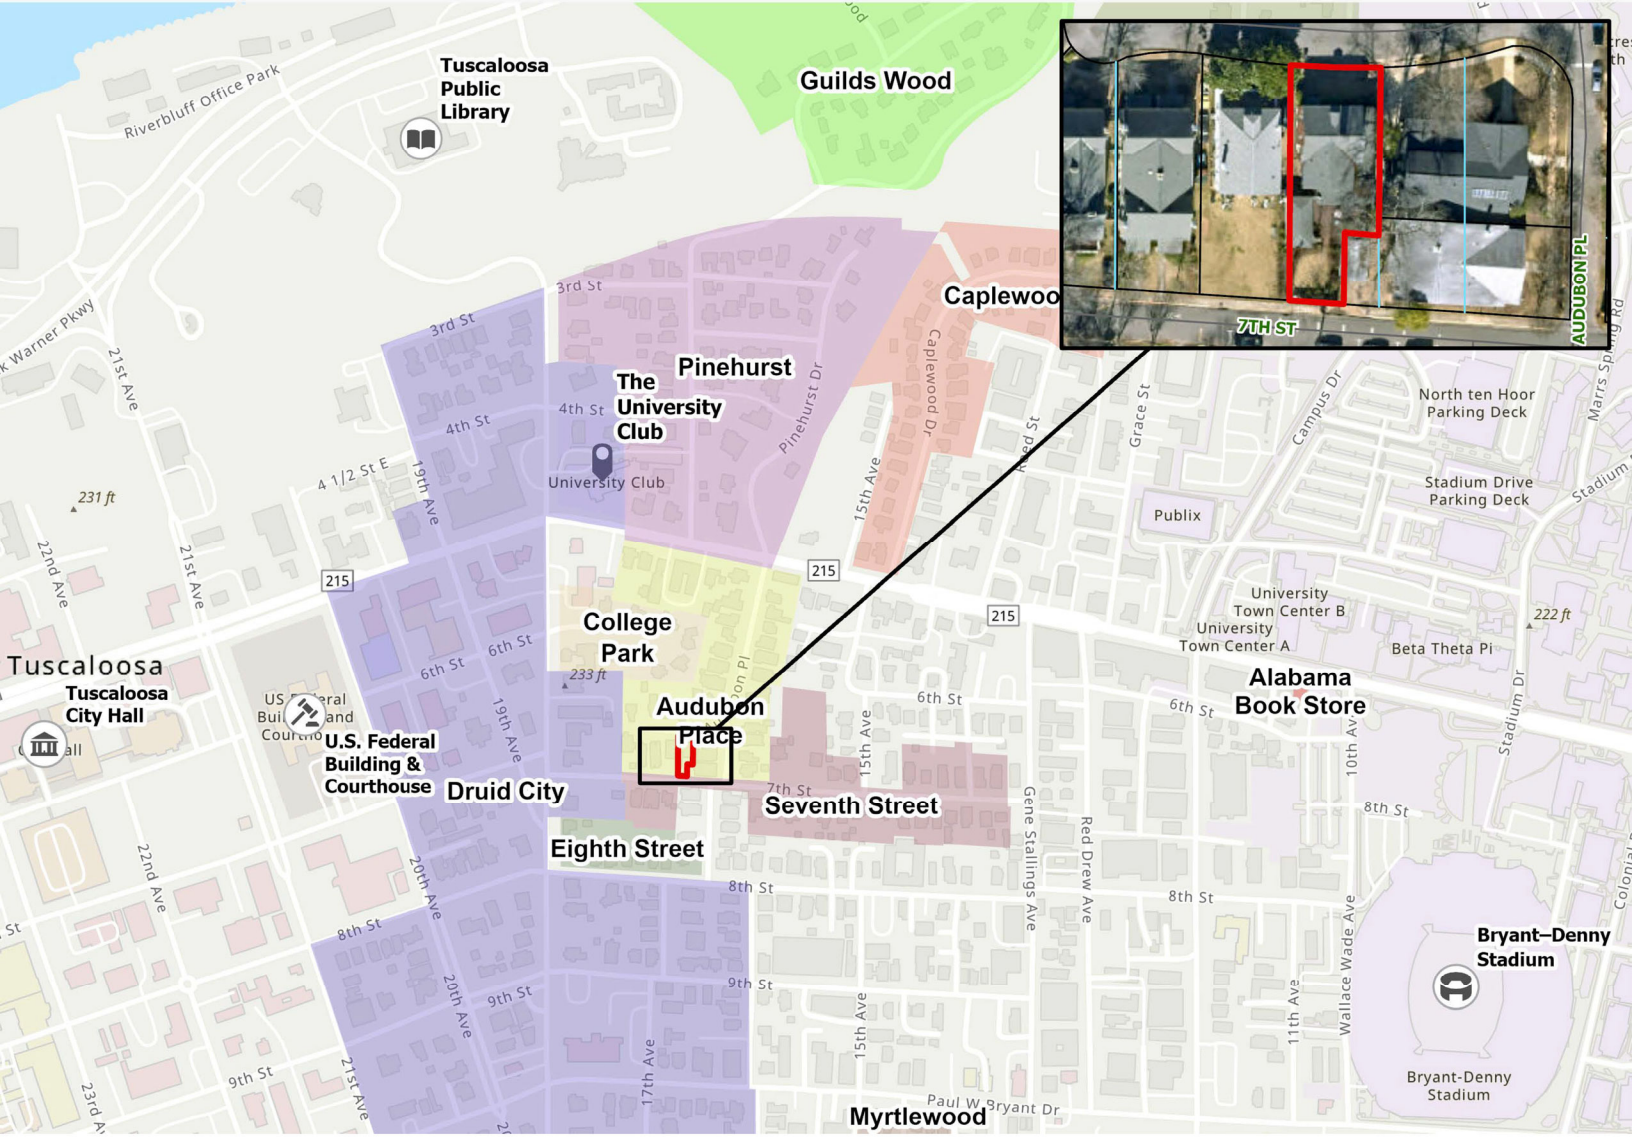 Tuscaloosa
Public
Library
Riverbluff Office Park
Guilds Wood
7TH ST
AUDUBON PL
3rd St
3rd St
Pinehurst
The
University
Club
4th St
4th St
University Club
Pinehurst Dr
Caplewoo
Caplewood Dr
15th Ave
Reed St
Grace St
Campus Dr
North ten Hoor
Parking Deck
Stadium Drive
Parking Deck
Stadium
Marrs Spring Rd
Publix
k Warner Pkwy
21st Ave
4 1/2 St E
19th Ave
231 ft
22nd Ave
21st Ave
215
215
215
University
Town Center B
University
Town Center A
222 ft
Beta Theta Pi
College
Park
233 ft
6th St
6th St
6th St
6th St
Tuscaloosa
Tuscaloosa
City Hall
U.S. Federal
Building &
Courthouse
19th Ave
Druid City
Audubon
Place
7th St
Seventh Street
15th Ave
Alabama
Book Store
10th Ave
Stadium Dr
Eighth Street
8th St
8th St
8th St
8th St
Gene Stallings Ave
Red Drew Ave
Wallace Wade Ave
22nd Ave
20th Ave
20th Ave
9th St
9th St
9th St
21st Ave
17th Ave
15th Ave
11th Ave
Bryant–Denny
Stadium
Bryant-Denny
Stadium
Paul W Bryant Dr
Myrtlewood